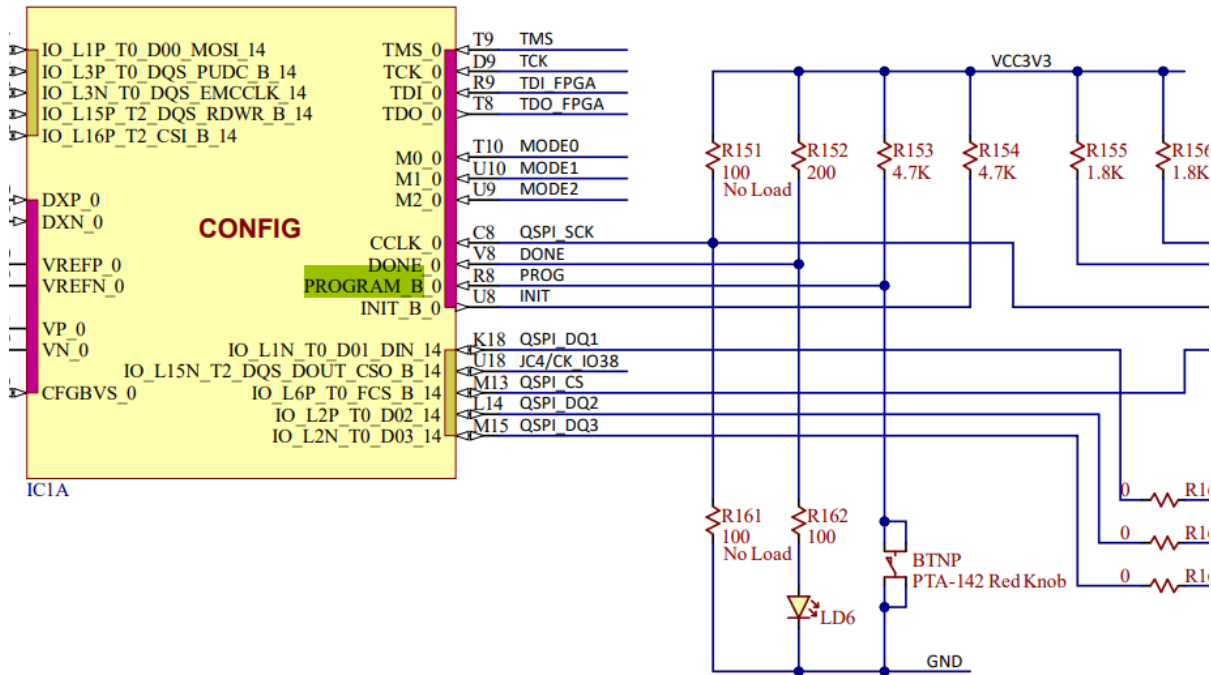 IO_L1P_T0_D00_MOSI_14
IO_L3P_T0_DQS_PUDC_B_14
IO_L3N_T0_DQS_EMCCLK_14
IO_L15P_T2_DQS_RDWR_B_14
IO_L16P_T2_CSI_B_14
DXP_0
DXN_0
VREFP_0
VREFN_0
VP_0
VN_0
CFGBVS_0
CONFIG
TMS_0 T9 TMS
TCK_0 D9 TCK
TDI_0 R9 TDI_FPGA
TDO_0 T8 TDO_FPGA
M0_0 T10 MODE0
M1_0 U10 MODE1
M2_0 U9 MODE2
CCLK_0 C8 QSPI_SCK
DONE_0 V8 DONE
PROGRAM_B_0 R8 PROG
INIT_B_0 U8 INIT
IO_L1N_T0_D01_DIN_14 K18 QSPI_DQ1
IO_L15N_T2_DQS_DOUT_CSO_B_14 U18 JC4/CK_IO38
IO_L6P_T0_FCS_B_14 M13 QSPI_CS
IO_L2P_T0_D02_14 L14 QSPI_DQ2
IO_L2N_T0_D03_14 M15 QSPI_DQ3
IC1A
VCC3V3
R151
100
No Load
R152
200
R153
4.7K
R154
4.7K
R155
1.8K
R156
1.8K
R161
100
No Load
R162
100
LD6
BTNP
PTA-142 Red Knob
GND
0
0
0